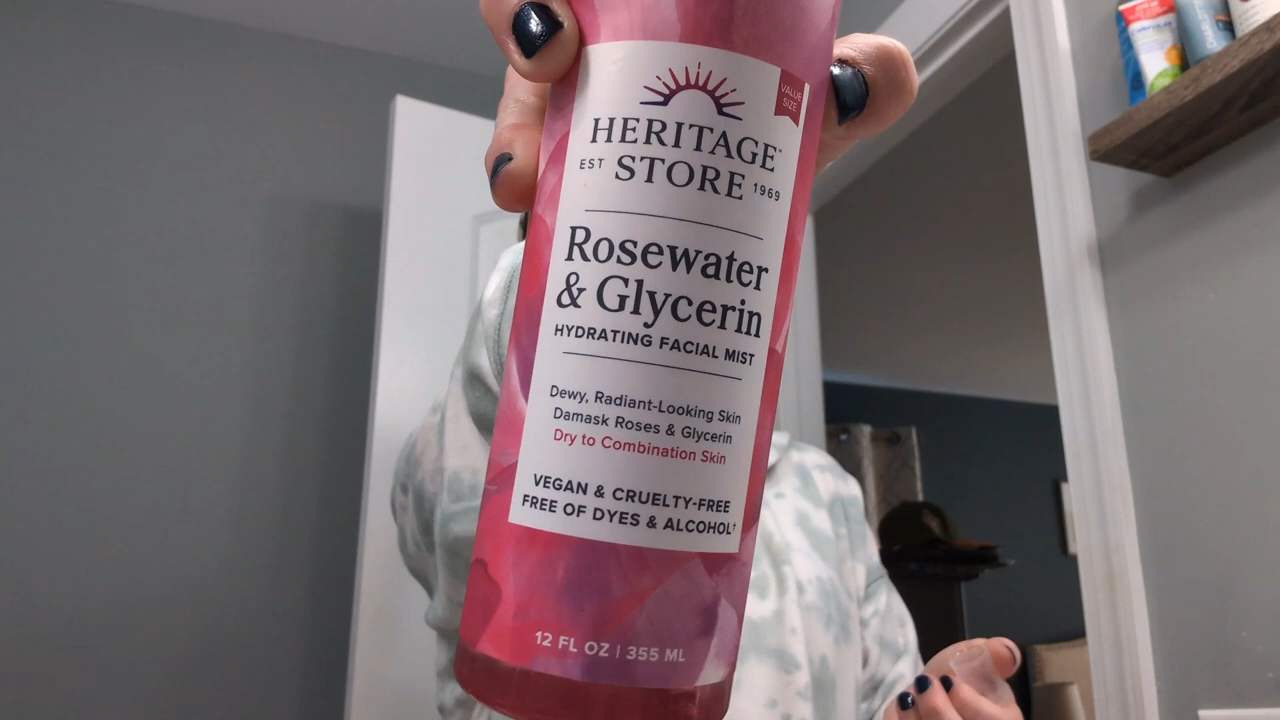 VALUE
SIZE
HERITAGE™
EST STORE 1969
Rosewater
& Glycerin
HYDRATING FACIAL MIST
Dewy, Radiant-Looking Skin
Damask Roses & Glycerin
Dry to Combination Skin
VEGAN & CRUELTY-FREE
FREE OF DYES & ALCOHOL†
12 FL OZ | 355 ML